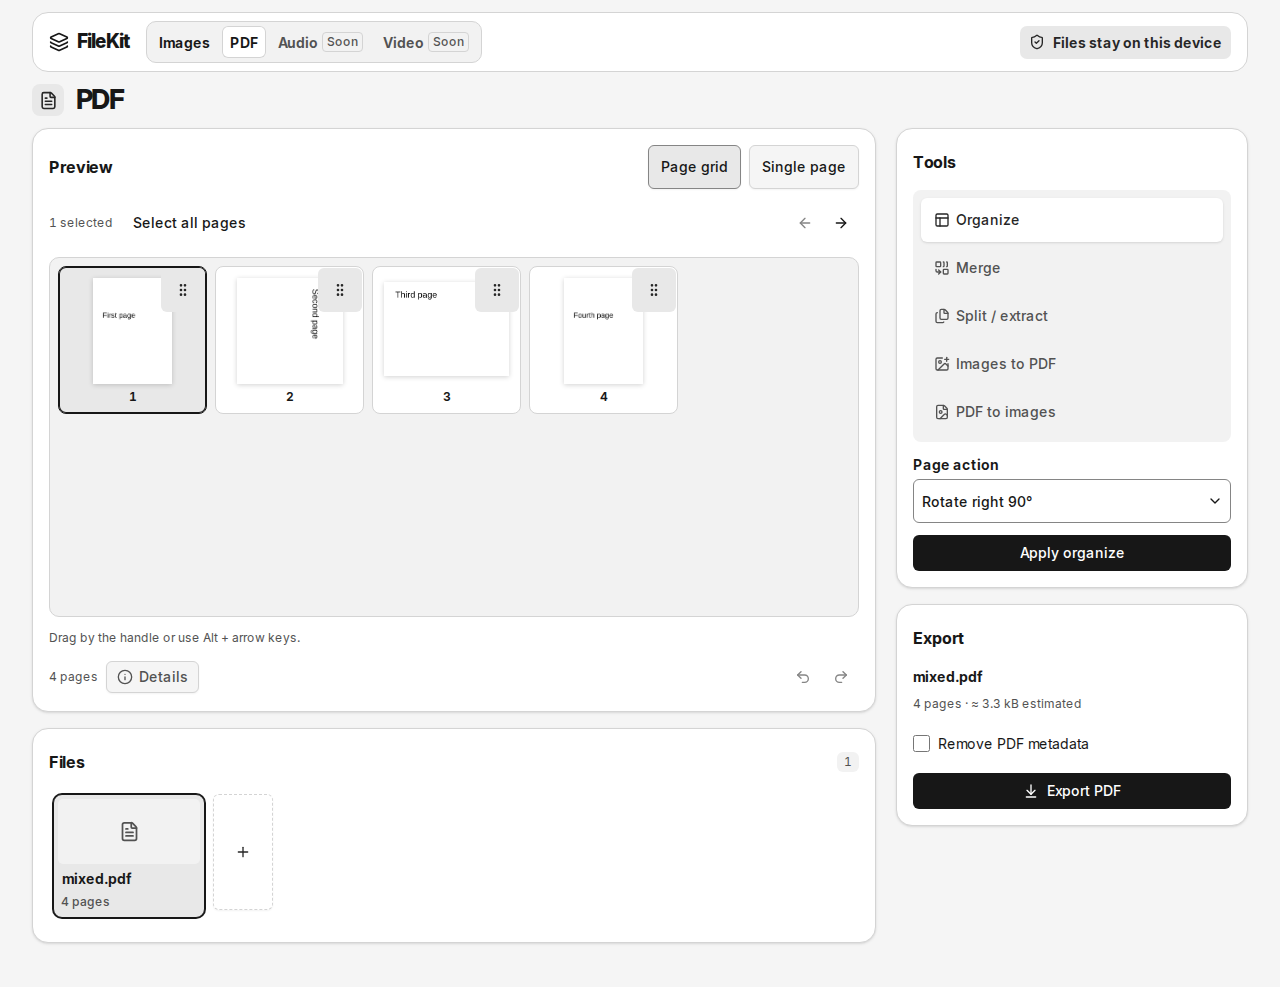 FileKit
Images
PDF
Audio Soon
Video Soon
Files stay on this device
PDF
Preview
Page grid
Single page
1 selected
Select all pages
First page
1
Second page
2
Third page
3
Fourth page
4
Drag by the handle or use Alt + arrow keys.
4 pages
Details
Files
1
mixed.pdf
4 pages
+
Tools
Organize
Merge
Split / extract
Images to PDF
PDF to images
Page action
Rotate right 90°
Apply organize
Export
mixed.pdf
4 pages · ≈ 3.3 kB estimated
Remove PDF metadata
Export PDF